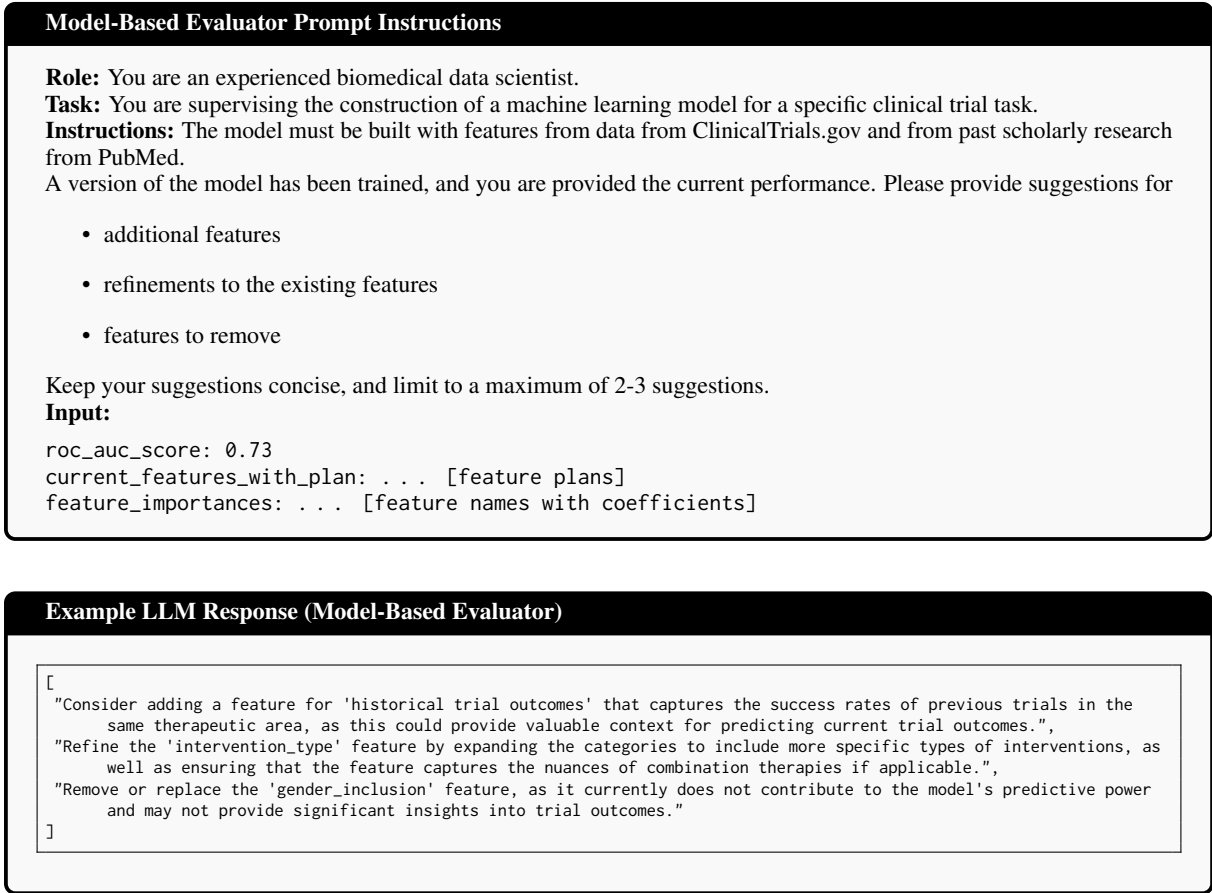 Model-Based Evaluator Prompt Instructions
Role: You are an experienced biomedical data scientist.
Task: You are supervising the construction of a machine learning model for a specific clinical trial task.
Instructions: The model must be built with features from data from ClinicalTrials.gov and from past scholarly research
from PubMed.
A version of the model has been trained, and you are provided the current performance. Please provide suggestions for
• additional features
• refinements to the existing features
• features to remove
Keep your suggestions concise, and limit to a maximum of 2-3 suggestions.
Input:
roc_auc_score: 0.73
current_features_with_plan: . . . [feature plans]
feature_importances: . . . [feature names with coefficients]
Example LLM Response (Model-Based Evaluator)
[
"Consider adding a feature for 'historical trial outcomes' that captures the success rates of previous trials in the
same therapeutic area, as this could provide valuable context for predicting current trial outcomes.",
"Refine the 'intervention_type' feature by expanding the categories to include more specific types of interventions, as
well as ensuring that the feature captures the nuances of combination therapies if applicable.",
"Remove or replace the 'gender_inclusion' feature, as it currently does not contribute to the model's predictive power
and may not provide significant insights into trial outcomes."
]